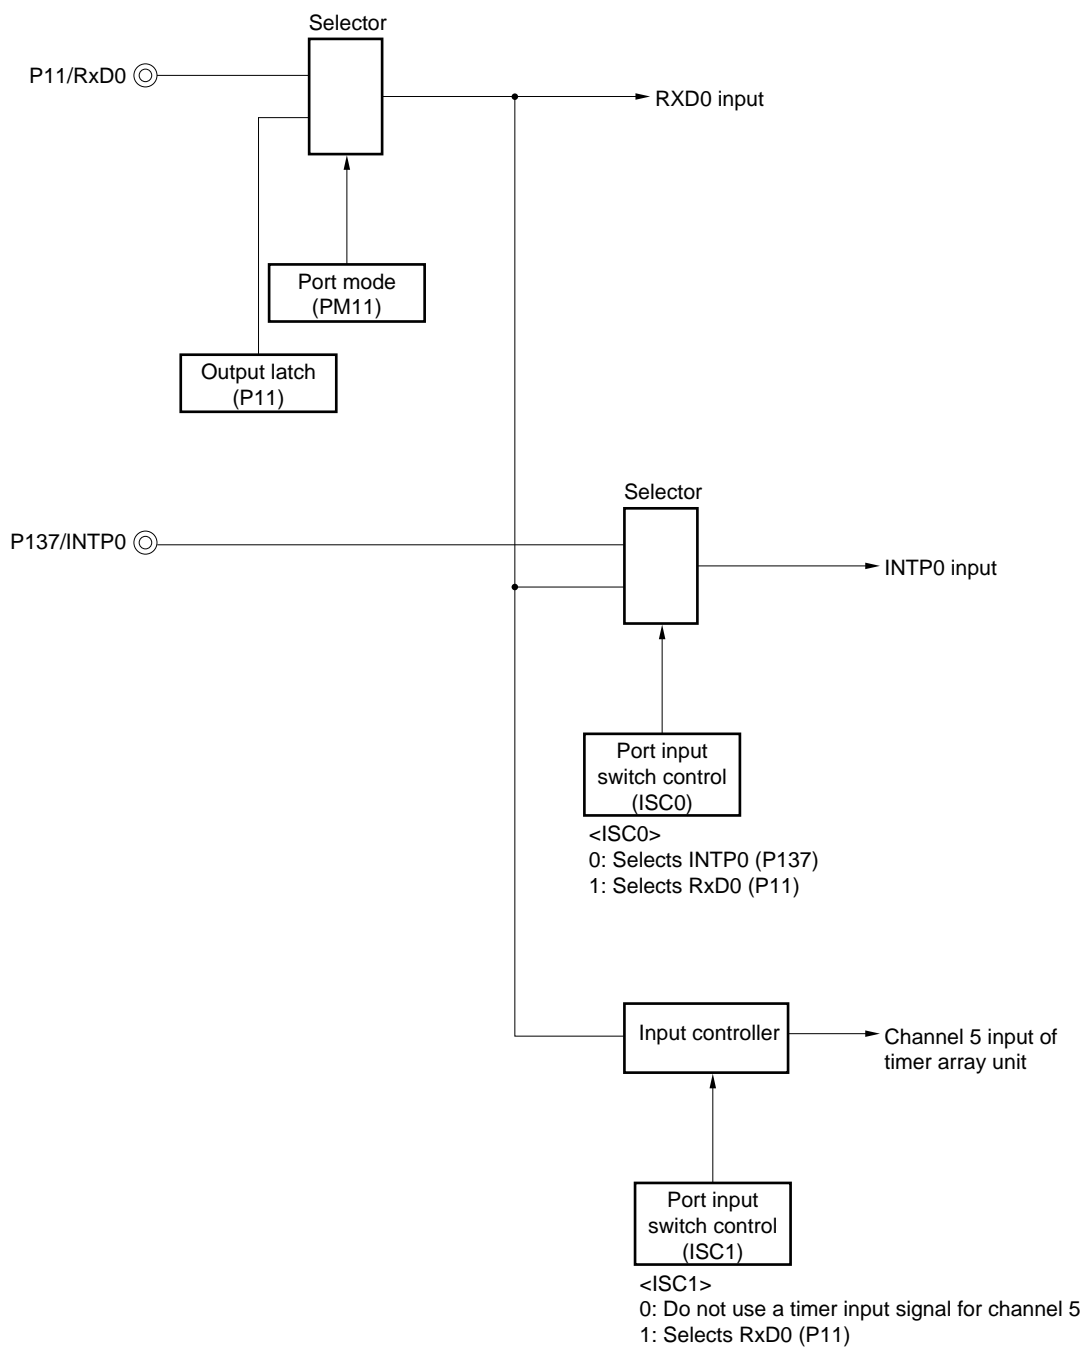 Selector
P11/RxD0
RXD0 input
Port mode
(PM11)
Output latch
(P11)
Selector
P137/INTP0
INTP0 input
Port input
switch control
(ISC0)
<ISC0>
0: Selects INTP0 (P137)
1: Selects RxD0 (P11)
Input controller
Channel 5 input of
timer array unit
Port input
switch control
(ISC1)
<ISC1>
0: Do not use a timer input signal for channel 5
1: Selects RxD0 (P11)